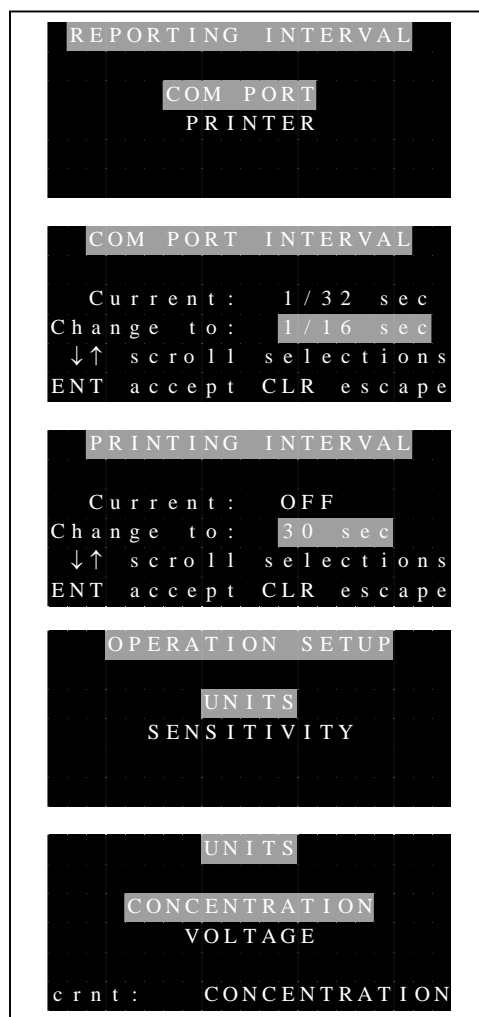 REPORTING INTERVAL
COM PORT
PRINTER
COM PORT INTERVAL
Current: 1/32 sec
Change to: 1/16 sec
↓↑ scroll selections
ENT accept CLR escape
PRINTING INTERVAL
Current: OFF
Change to: 30 sec
↓↑ scroll selections
ENT accept CLR escape
OPERATION SETUP
UNITS
SENSITIVITY
UNITS
CONCENTRATION
VOLTAGE
crnt: CONCENTRATION